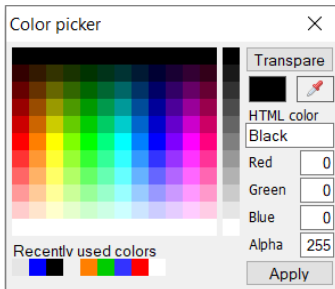 Color picker
Transpare
HTML color
Black
Red 0
Green 0
Blue 0
Alpha 255
Recently used colors
Apply